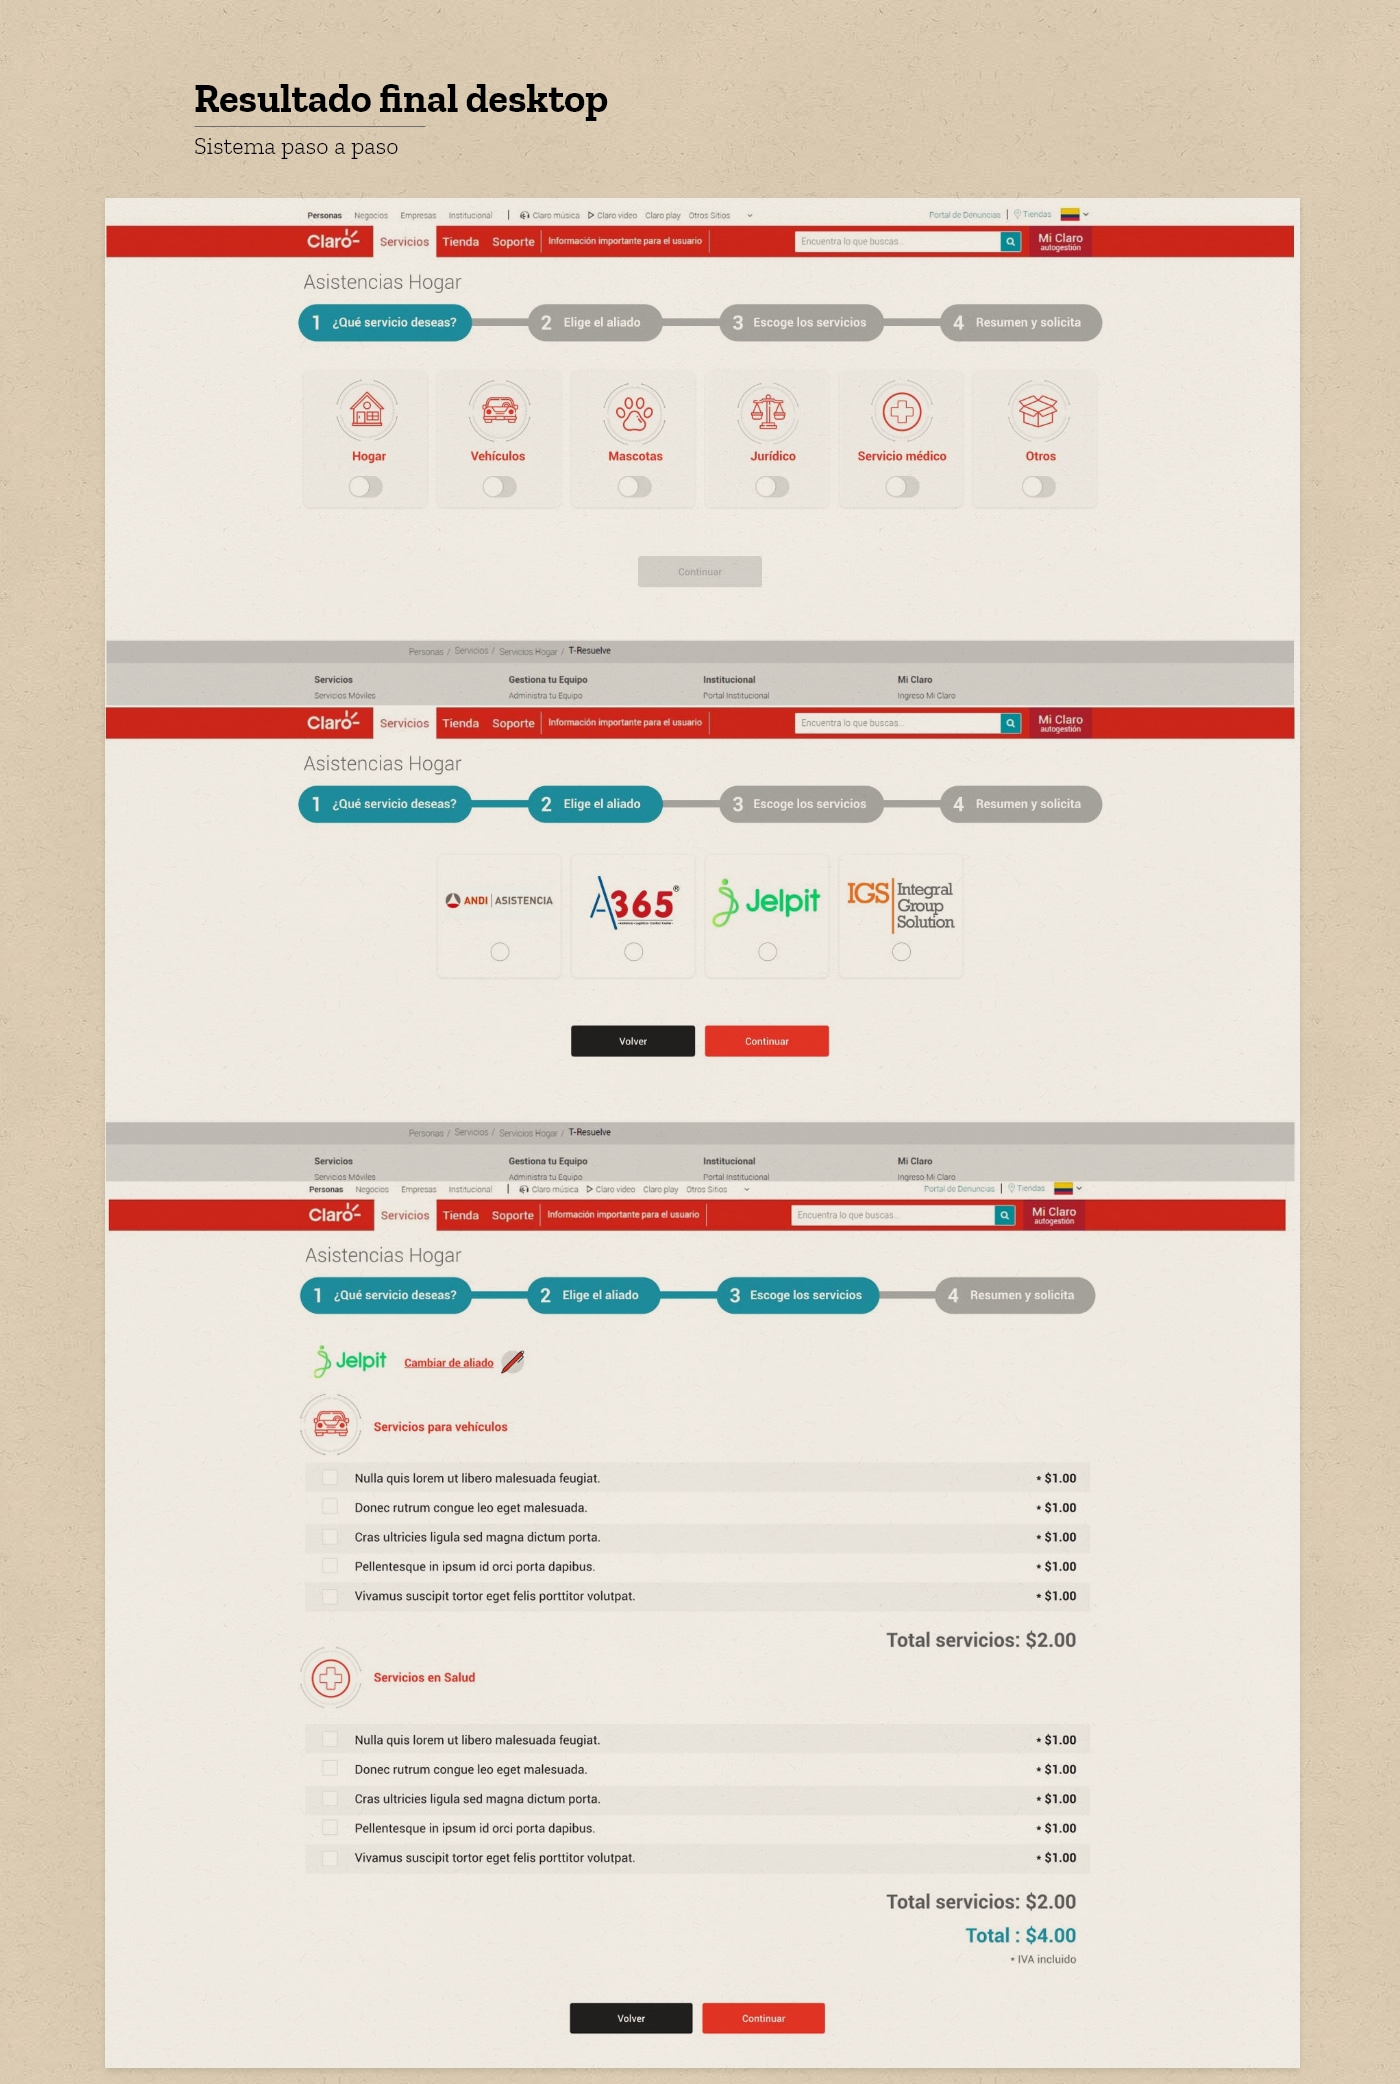 Resultado final desktop
Sistema paso a paso
Personas Negocios Empresas Institucional | Claro música Claro video Claro play Otros Sitios Portal de Denuncias | Tiendas
Claro- Servicios Tienda Soporte Información importante para el usuario Encuentra lo que buscas... Mi Claro
autogestión
Asistencias Hogar
1 ¿Qué servicio deseas? 2 Elige el aliado 3 Escoge los servicios 4 Resumen y solicita
Hogar Vehículos Mascotas Jurídico Servicio médico Otros
Continuar
Personas / Servicios / Servicios Hogar / T-Resuelve
Servicios Gestiona tu Equipo Institucional Mi Claro
Servicios Móviles Administra tu Equipo Portal Institucional Ingreso Mi Claro
Claro- Servicios Tienda Soporte Información importante para el usuario Encuentra lo que buscas... Mi Claro
autogestión
Asistencias Hogar
1 ¿Qué servicio deseas? 2 Elige el aliado 3 Escoge los servicios 4 Resumen y solicita
ANDI | ASISTENCIA A365® Jelpit IGS Integral
Group
Solution
Volver Continuar
Personas / Servicios / Servicios Hogar / T-Resuelve
Servicios Gestiona tu Equipo Institucional Mi Claro
Servicios Móviles Administra tu Equipo Portal Institucional Ingreso Mi Claro
Personas Negocios Empresas Institucional | Claro música Claro video Claro play Otros Sitios Portal de Denuncias | Tiendas
Claro- Servicios Tienda Soporte Información importante para el usuario Encuentra lo que buscas... Mi Claro
autogestión
Asistencias Hogar
1 ¿Qué servicio deseas? 2 Elige el aliado 3 Escoge los servicios 4 Resumen y solicita
Jelpit Cambiar de aliado
Servicios para vehículos
Nulla quis lorem ut libero malesuada feugiat. * $1.00
Donec rutrum congue leo eget malesuada. * $1.00
Cras ultricies ligula sed magna dictum porta. * $1.00
Pellentesque in ipsum id orci porta dapibus. * $1.00
Vivamus suscipit tortor eget felis porttitor volutpat. * $1.00
Total servicios: $2.00
Servicios en Salud
Nulla quis lorem ut libero malesuada feugiat. * $1.00
Donec rutrum congue leo eget malesuada. * $1.00
Cras ultricies ligula sed magna dictum porta. * $1.00
Pellentesque in ipsum id orci porta dapibus. * $1.00
Vivamus suscipit tortor eget felis porttitor volutpat. * $1.00
Total servicios: $2.00
Total : $4.00
* IVA incluido
Volver Continuar